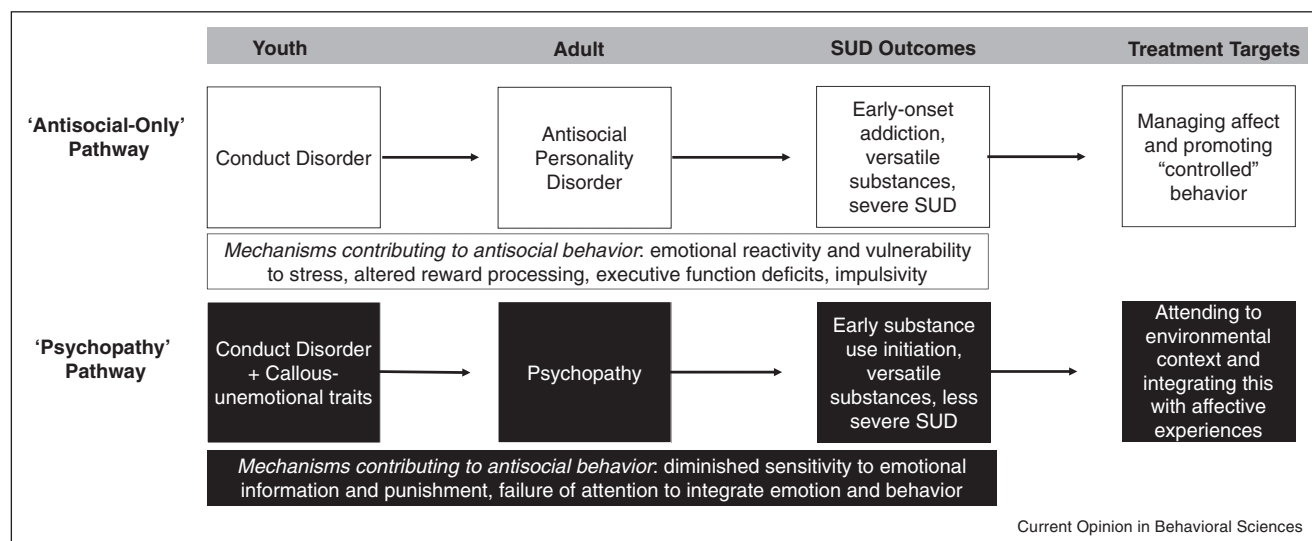 Youth Adult SUD Outcomes Treatment Targets
‘Antisocial-Only’
Pathway
Conduct Disorder
Antisocial
Personality
Disorder
Early-onset
addiction,
versatile
substances,
severe SUD
Managing affect
and promoting
“controlled”
behavior
Mechanisms contributing to antisocial behavior: emotional reactivity and vulnerability
to stress, altered reward processing, executive function deficits, impulsivity
‘Psychopathy’
Pathway
Conduct Disorder
+ Callous-
unemotional traits
Psychopathy
Early substance
use initiation,
versatile
substances, less
severe SUD
Attending to
environmental
context and
integrating this
with affective
experiences
Mechanisms contributing to antisocial behavior: diminished sensitivity to emotional
information and punishment, failure of attention to integrate emotion and behavior
Current Opinion in Behavioral Sciences